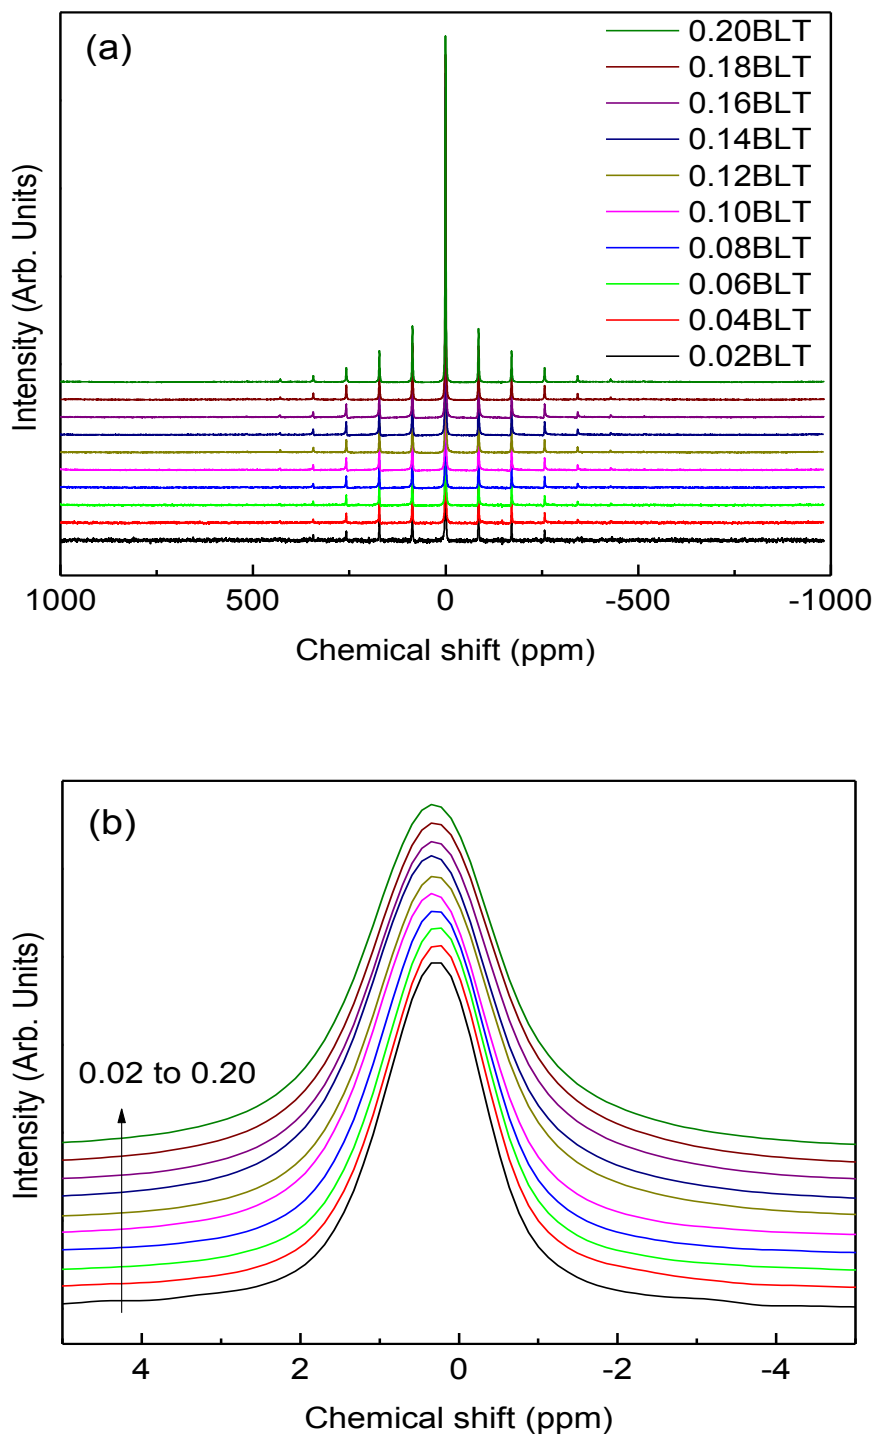 (a)
0.20BLT
0.18BLT
0.16BLT
0.14BLT
0.12BLT
0.10BLT
0.08BLT
0.06BLT
0.04BLT
0.02BLT
Intensity (Arb. Units)
1000 500 0 -500 -1000
Chemical shift (ppm)
(b)
0.02 to 0.20
Intensity (Arb. Units)
4 2 0 -2 -4
Chemical shift (ppm)